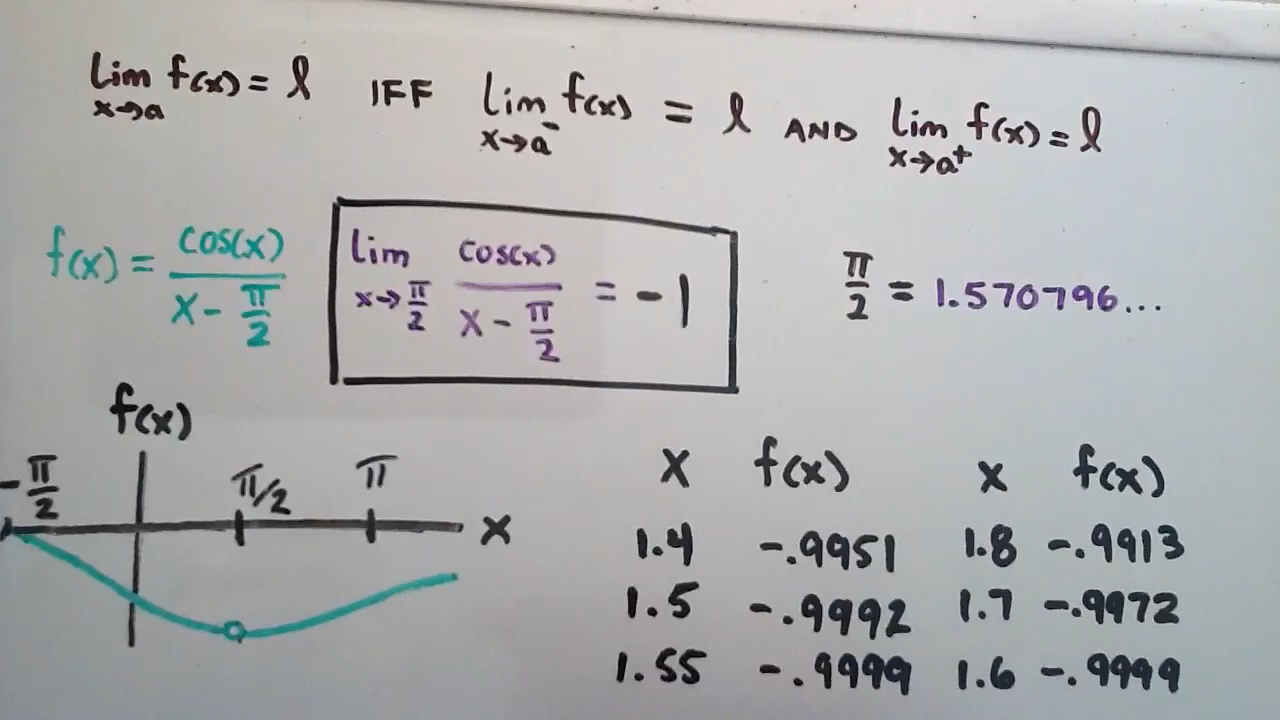 lim f(x) = l IFF lim f(x) = l AND lim f(x) = l
x→a x→a⁻ x→a⁺
f(x) = cos(x) / (x - π/2)
lim x→π/2 cos(x) / (x - π/2) = -1
π/2 = 1.570796...
f(x)
-π/2 π/2 π x
x f(x) x f(x)
1.4 -.9951 1.8 -.9913
1.5 -.9992 1.7 -.9972
1.55 -.9999 1.6 -.9999